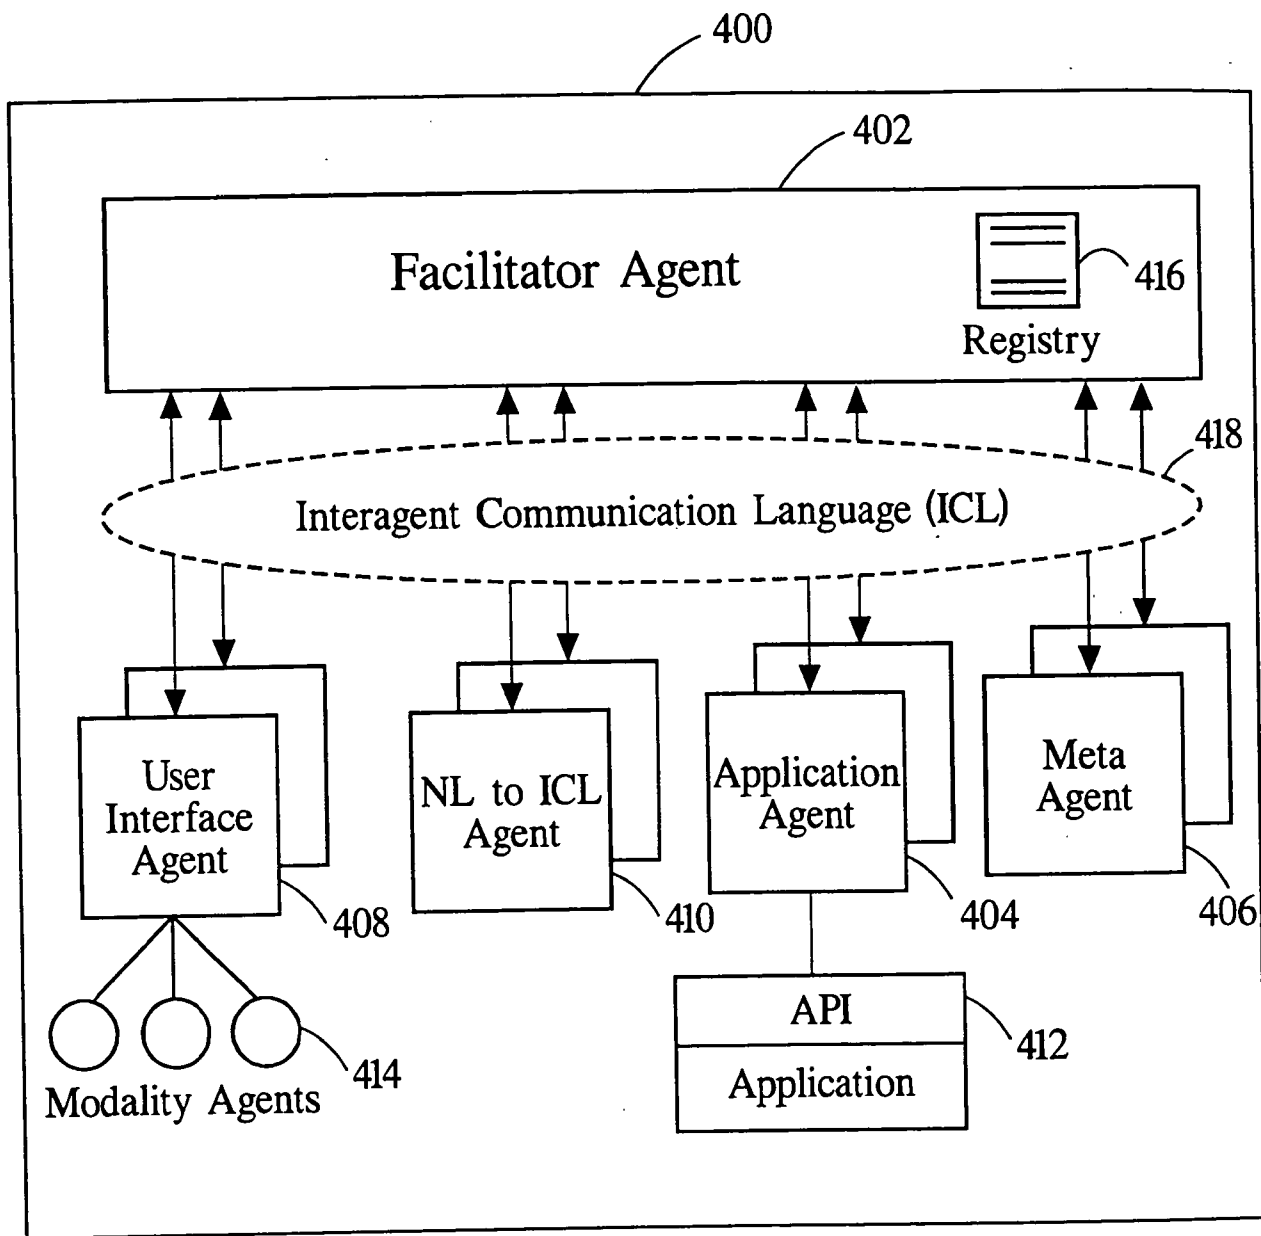 400
402
Facilitator Agent
416
Registry
418
Interagent Communication Language (ICL)
User
Interface
Agent
408
NL to ICL
Agent
410
Application
Agent
404
Meta
Agent
406
414
Modality Agents
API
412
Application